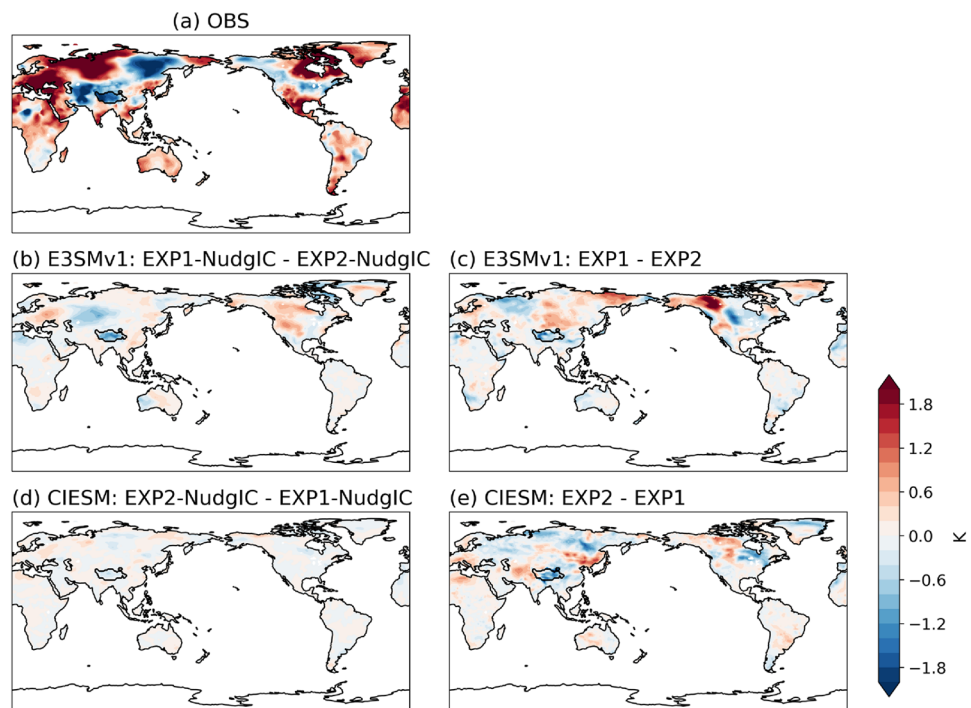 (a) OBS
(b) E3SMv1: EXP1-NudgIC - EXP2-NudgIC
(c) E3SMv1: EXP1 - EXP2
(d) CIESM: EXP2-NudgIC - EXP1-NudgIC
(e) CIESM: EXP2 - EXP1
1.8
1.2
0.6
0.0
−0.6
−1.2
−1.8
K